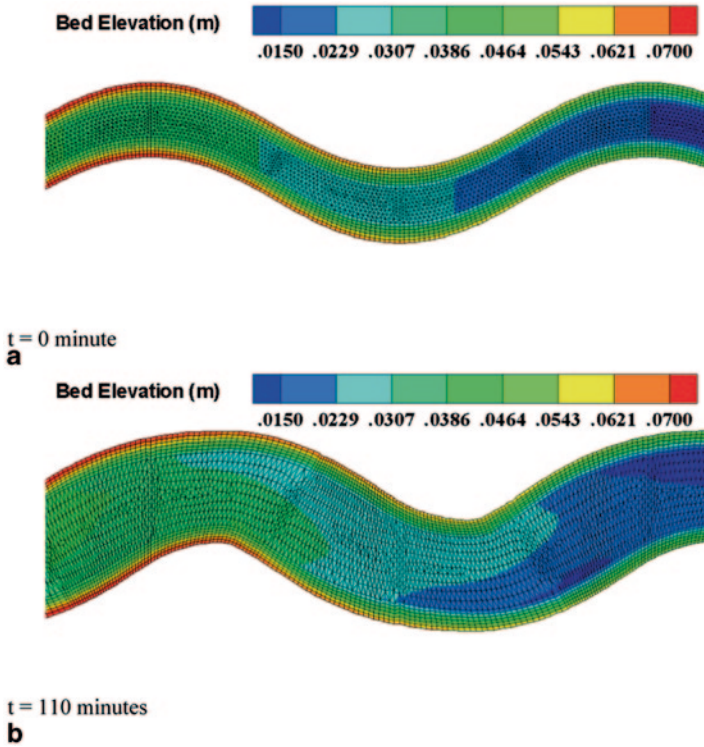 Bed Elevation (m)
.0150 .0229 .0307 .0386 .0464 .0543 .0621 .0700
t = 0 minute
a
Bed Elevation (m)
.0150 .0229 .0307 .0386 .0464 .0543 .0621 .0700
t = 110 minutes
b